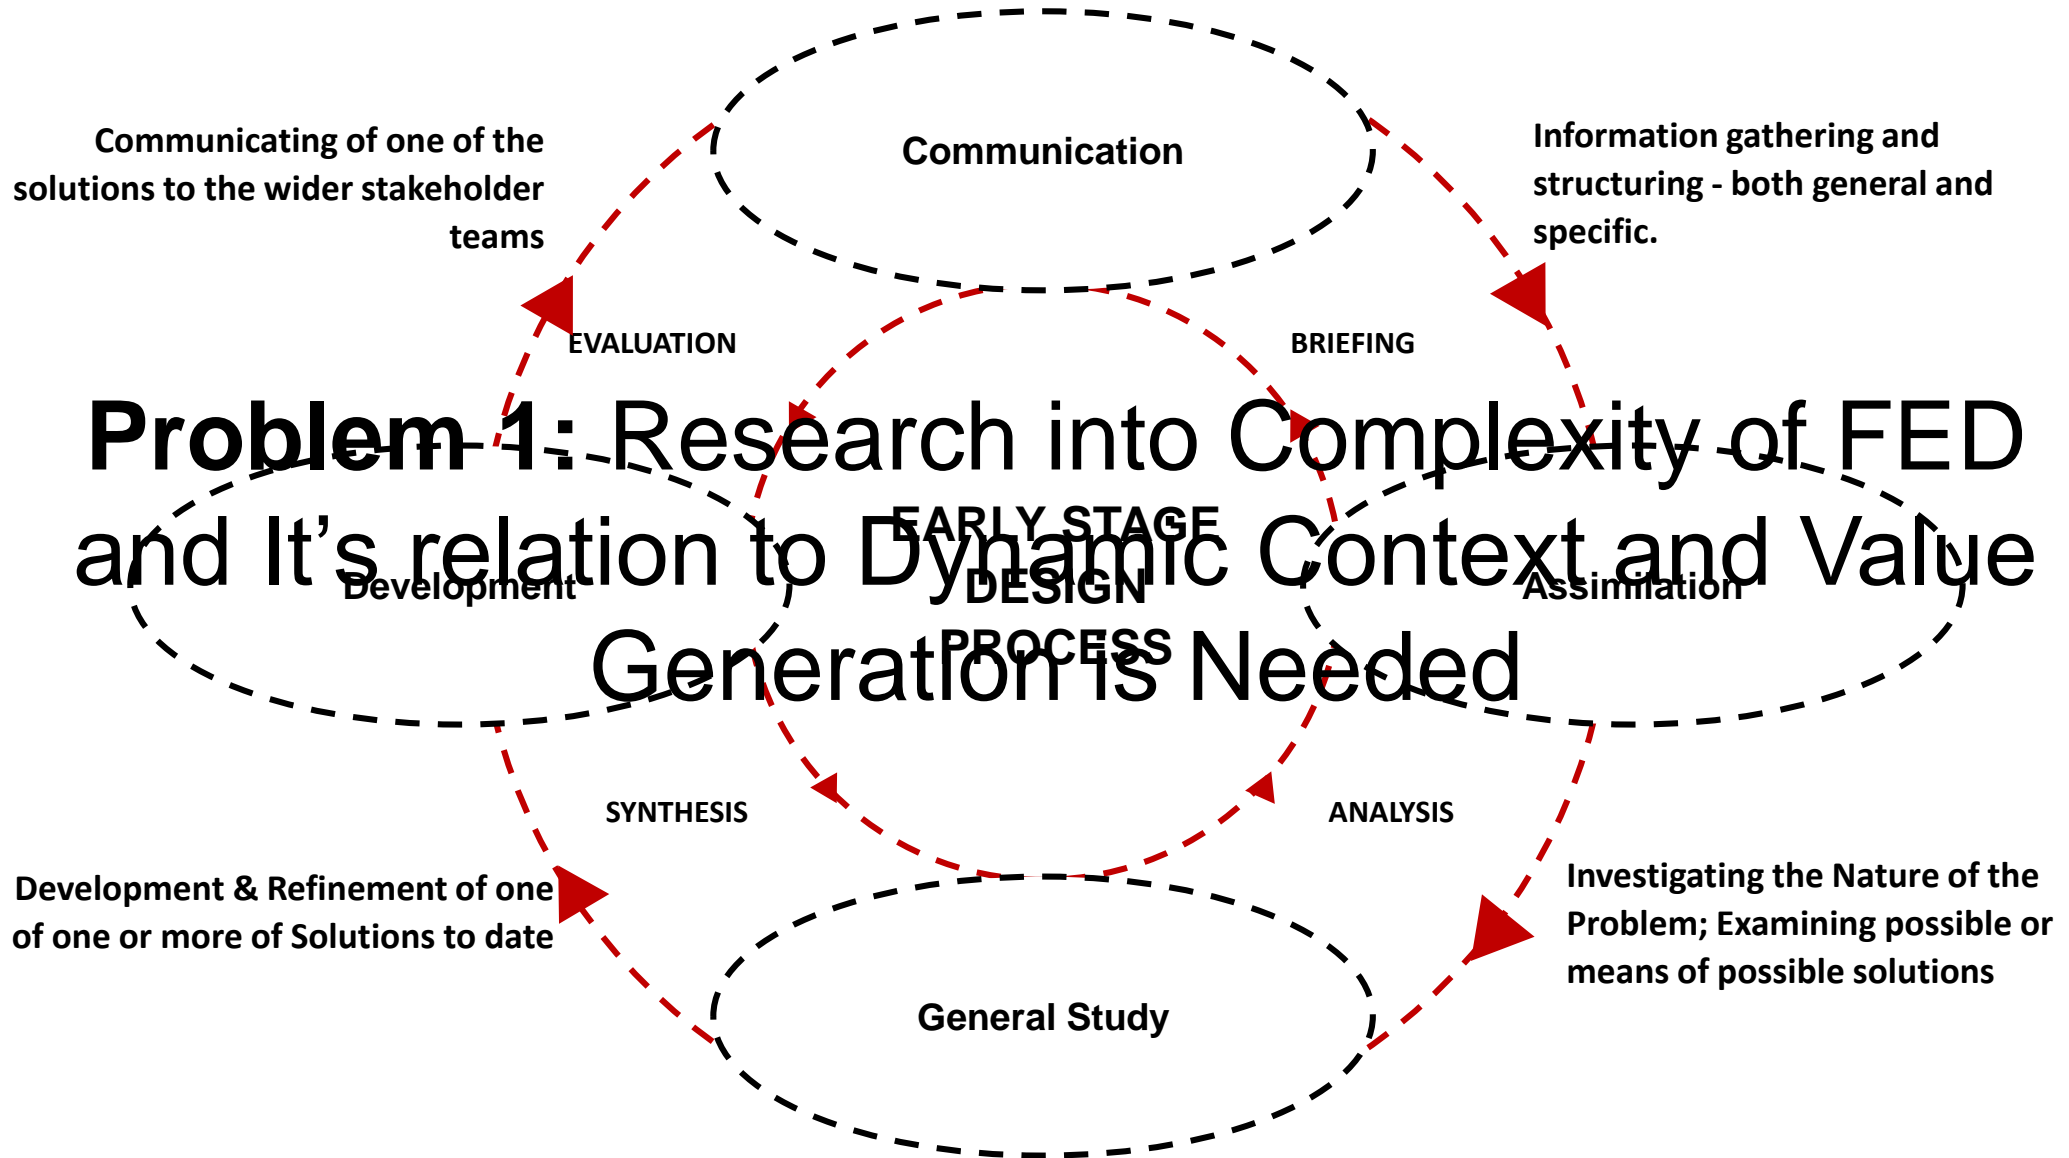 Communication
Communicating of one of the
solutions to the wider stakeholder
teams
Information gathering and
structuring - both general and
specific.
EVALUATION
BRIEFING
Problem 1: Research into Complexity of FED
and It’s relation to Dynamic Context and Value
Generation is Needed
EARLY STAGE
DESIGN
PROCESS
Development
Assimilation
SYNTHESIS
ANALYSIS
Development & Refinement of one
of one or more of Solutions to date
Investigating the Nature of the
Problem; Examining possible or
means of possible solutions
General Study